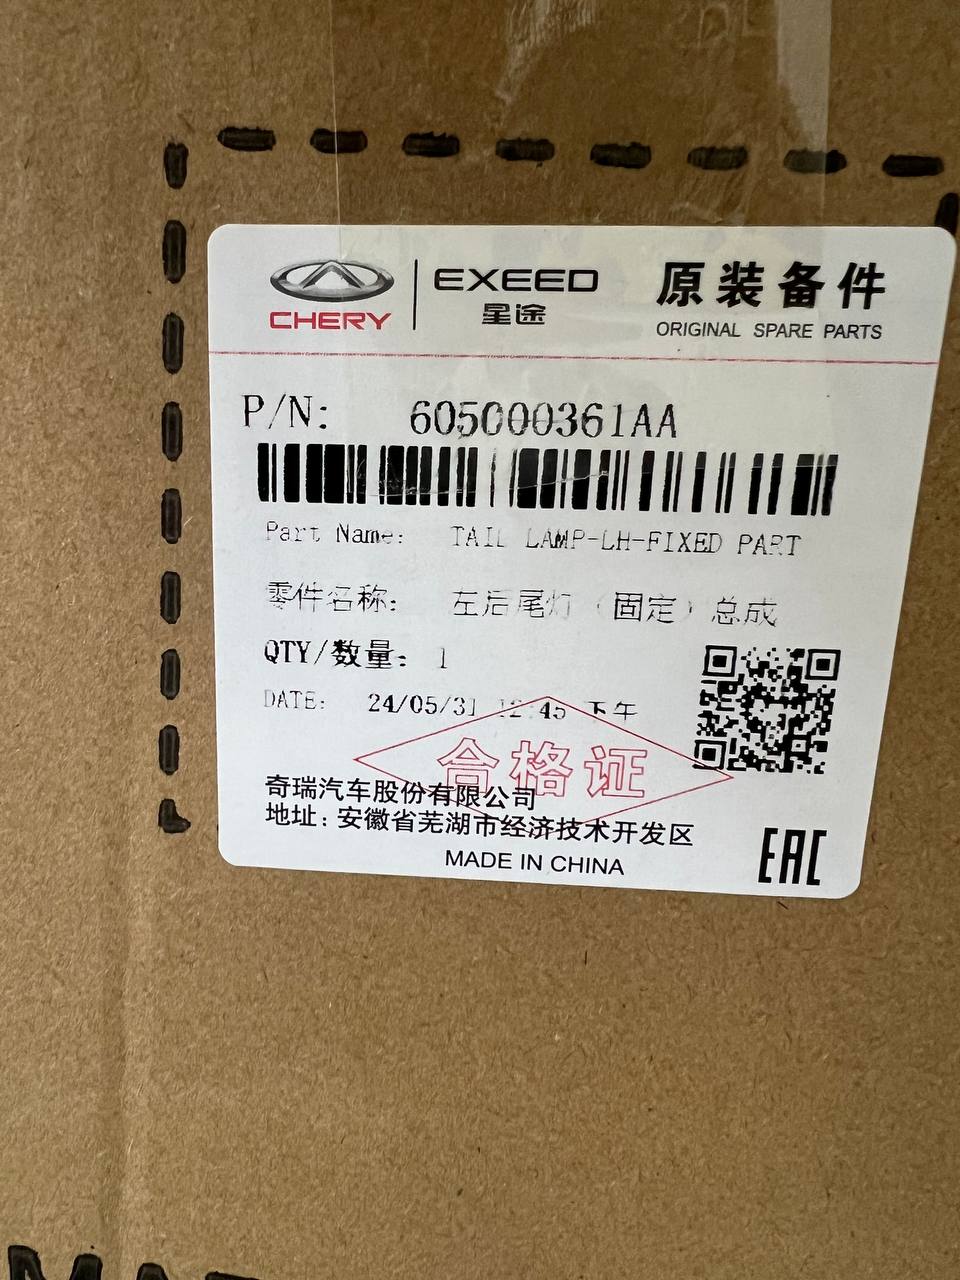 CHERY
EXEED
星途
原装备件
ORIGINAL SPARE PARTS
P/N: 605000361AA
Part Name: TAIL LAMP-LH-FIXED PART
零件名称: 左后尾灯（固定）总成
QTY/数量: 1
DATE: 24/05/31 12:45 下午
合格证
奇瑞汽车股份有限公司
地址：安徽省芜湖市经济技术开发区
MADE IN CHINA
EAC